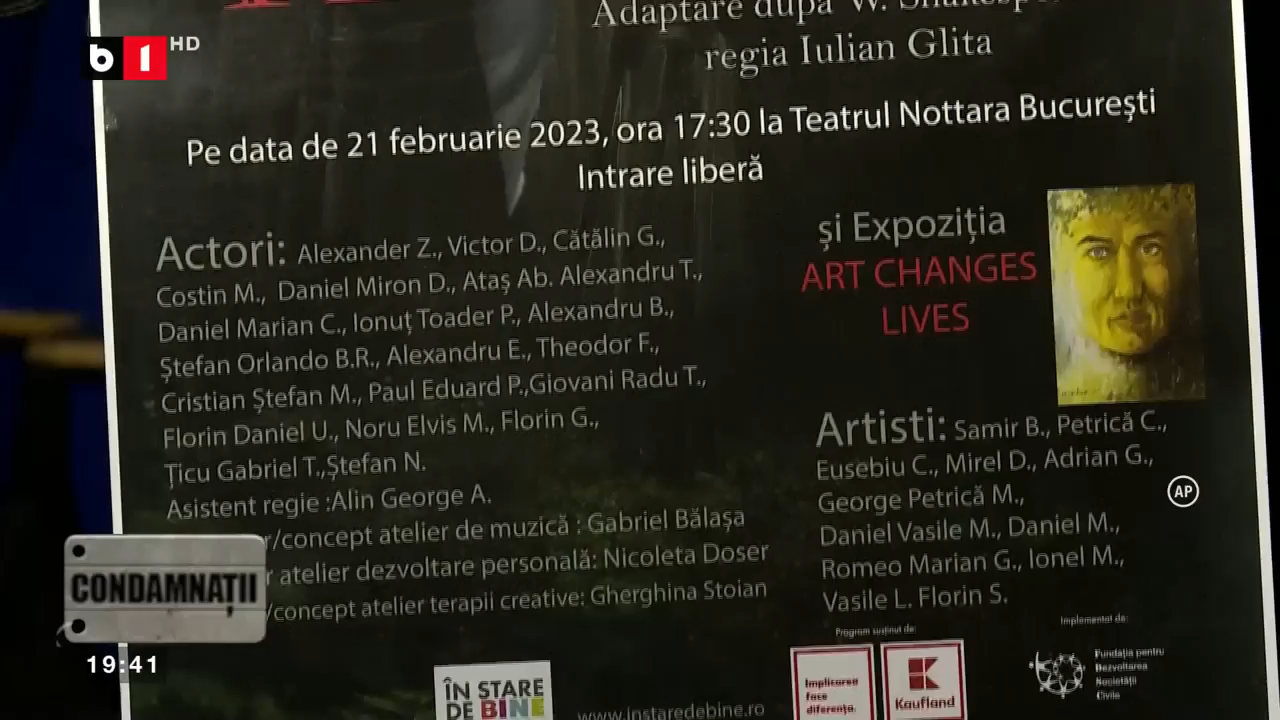 b1 HD
Adaptare după W.
regia Iulian Glita
Pe data de 21 februarie 2023, ora 17:30 la Teatrul Nottara București
Intrare liberă
Actori: Alexander Z., Victor D., Cătălin G.,
Costin M., Daniel Miron D., Ataş Ab. Alexandru T.,
Daniel Marian C., Ionuț Toader P., Alexandru B.,
Ștefan Orlando B.R., Alexandru E., Theodor F.,
Cristian Ștefan M., Paul Eduard P.,Giovani Radu T.,
Florin Daniel U., Noru Elvis M., Florin G.,
Țicu Gabriel T.,Ștefan N.
Asistent regie :Alin George A.
/concept atelier de muzică : Gabriel Bălașa
atelier dezvoltare personală: Nicoleta Doser
/concept atelier terapii creative: Gherghina Stoian
și Expoziția
ART CHANGES
LIVES
Artisti: Samir B., Petrică C.,
Eusebiu C., Mirel D., Adrian G.,
George Petrică M.,
Daniel Vasile M., Daniel M.,
Romeo Marian G., Ionel M.,
Vasile L. Florin S.
AP
CONDAMNAȚII
19:41
ÎN STARE
DE BINE
www.instaredebine.ro
Program susținut de:
Implicarea
face
diferența.
K
Kaufland
Implementat de:
Fundația pentru
Dezvoltarea
Societății
Civile